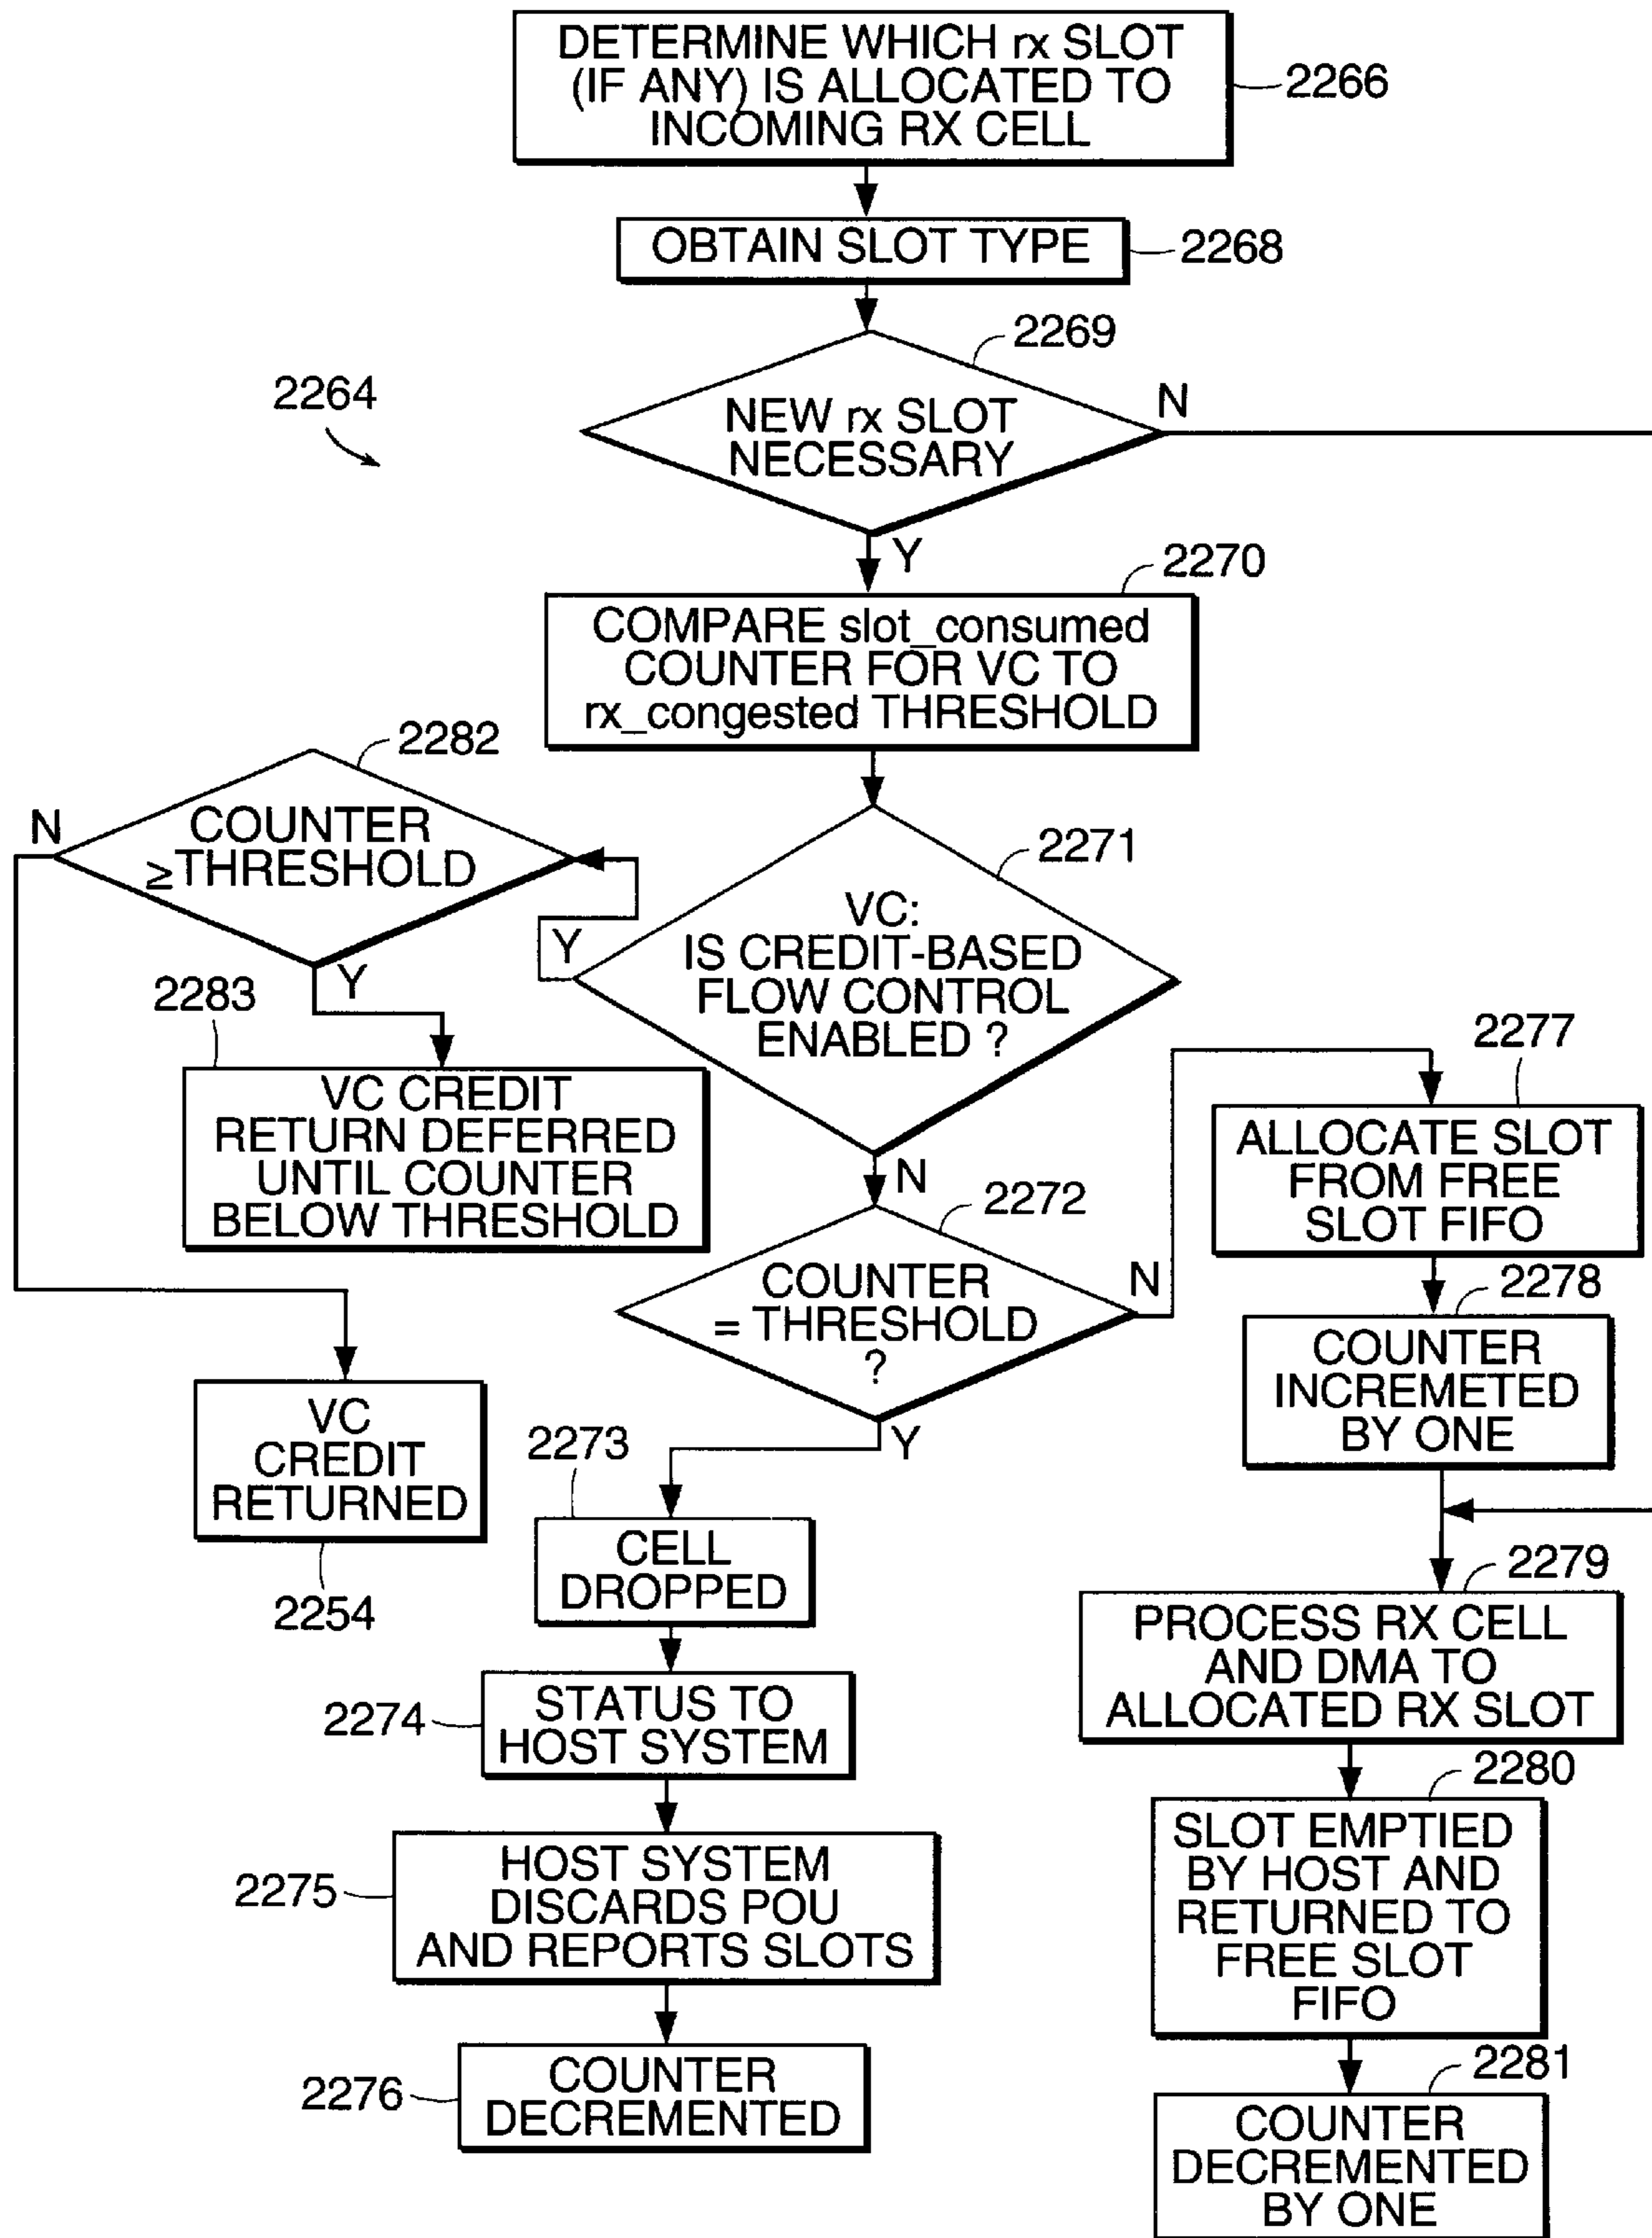 DETERMINE WHICH rx SLOT
(IF ANY) IS ALLOCATED TO
INCOMING RX CELL
2266
OBTAIN SLOT TYPE
2268
2269
2264
NEW rx SLOT
NECESSARY
N
Y
2270
COMPARE slot_consumed
COUNTER FOR VC TO
rx_congested THRESHOLD
2282
N
COUNTER
≥THRESHOLD
Y
2271
VC:
IS CREDIT-BASED
FLOW CONTROL
ENABLED ?
Y
N
2283
VC CREDIT
RETURN DEFERRED
UNTIL COUNTER
BELOW THRESHOLD
2272
COUNTER
= THRESHOLD
?
N
Y
2277
ALLOCATE SLOT
FROM FREE
SLOT FIFO
2278
COUNTER
INCREMETED
BY ONE
VC
CREDIT
RETURNED
2254
2273
CELL
DROPPED
2279
PROCESS RX CELL
AND DMA TO
ALLOCATED RX SLOT
2274
STATUS TO
HOST SYSTEM
2280
SLOT EMPTIED
BY HOST AND
RETURNED TO
FREE SLOT
FIFO
2275
HOST SYSTEM
DISCARDS POU
AND REPORTS SLOTS
2276
COUNTER
DECREMENTED
2281
COUNTER
DECREMENTED
BY ONE